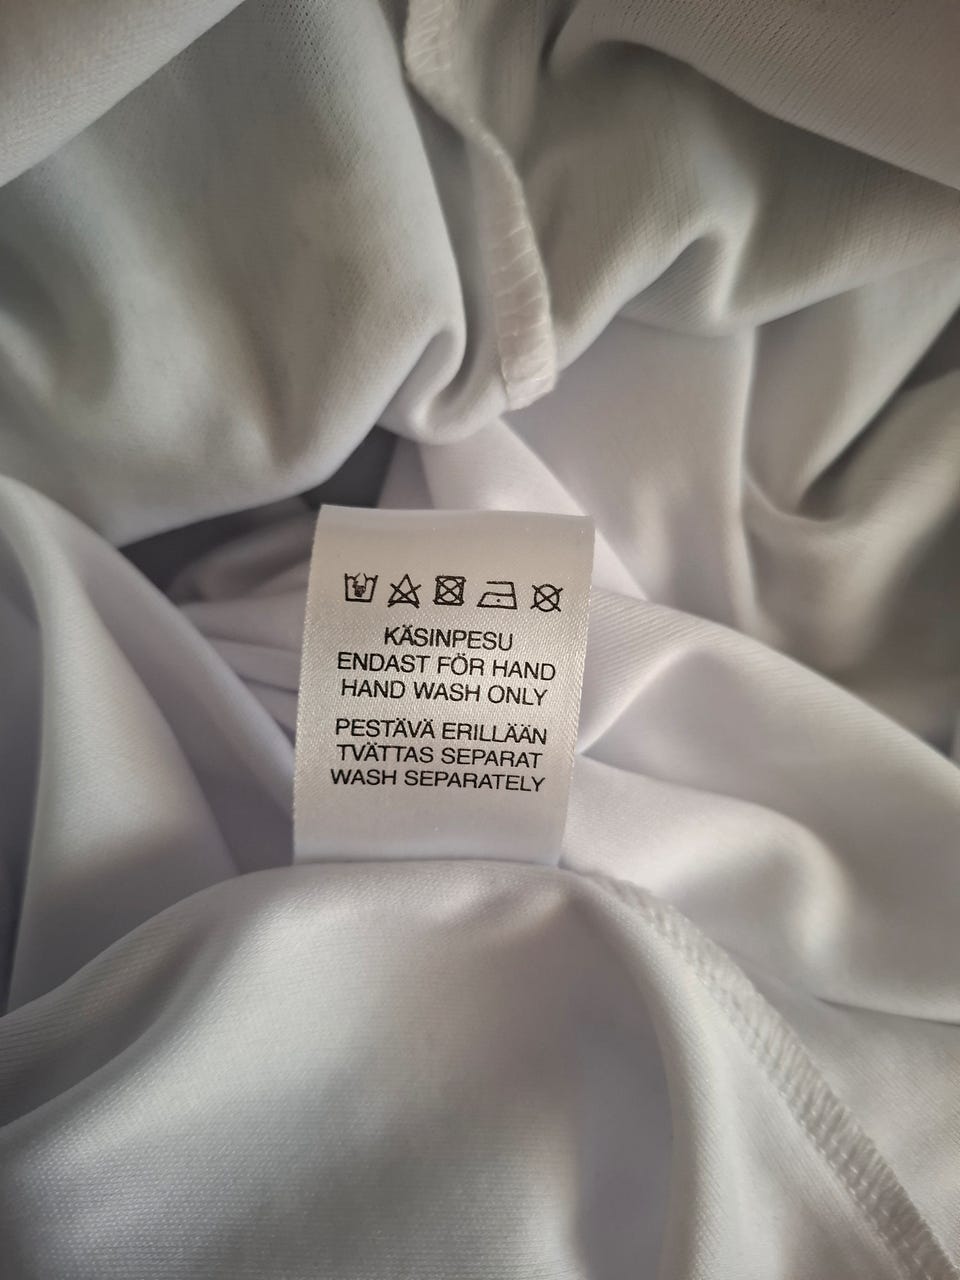 KÄSINPESU
ENDAST FÖR HAND
HAND WASH ONLY
PESTÄVÄ ERILLÄÄN
TVÄTTAS SEPARAT
WASH SEPARATELY